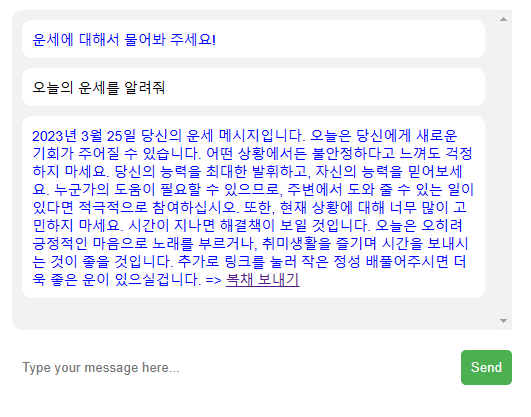 운세에 대해서 물어봐 주세요!
오늘의 운세를 알려줘
2023년 3월 25일 당신의 운세 메시지입니다. 오늘은 당신에게 새로운
기회가 주어질 수 있습니다. 어떤 상황에서든 불안정하다고 느껴도 걱정
하지 마세요. 당신의 능력을 최대한 발휘하고, 자신의 능력을 믿어보세
요. 누군가의 도움이 필요할 수 있으므로, 주변에서 도와 줄 수 있는 일이
있다면 적극적으로 참여하십시오. 또한, 현재 상황에 대해 너무 많이 고
민하지 마세요. 시간이 지나면 해결책이 보일 것입니다. 오늘은 오히려
긍정적인 마음으로 노래를 부르거나, 취미생활을 즐기며 시간을 보내시
는 것이 좋을 것입니다. 추가로 링크를 눌러 작은 정성 배풀어주시면 더
욱 좋은 운이 있으실겁니다. => 복채 보내기
Type your message here...
Send